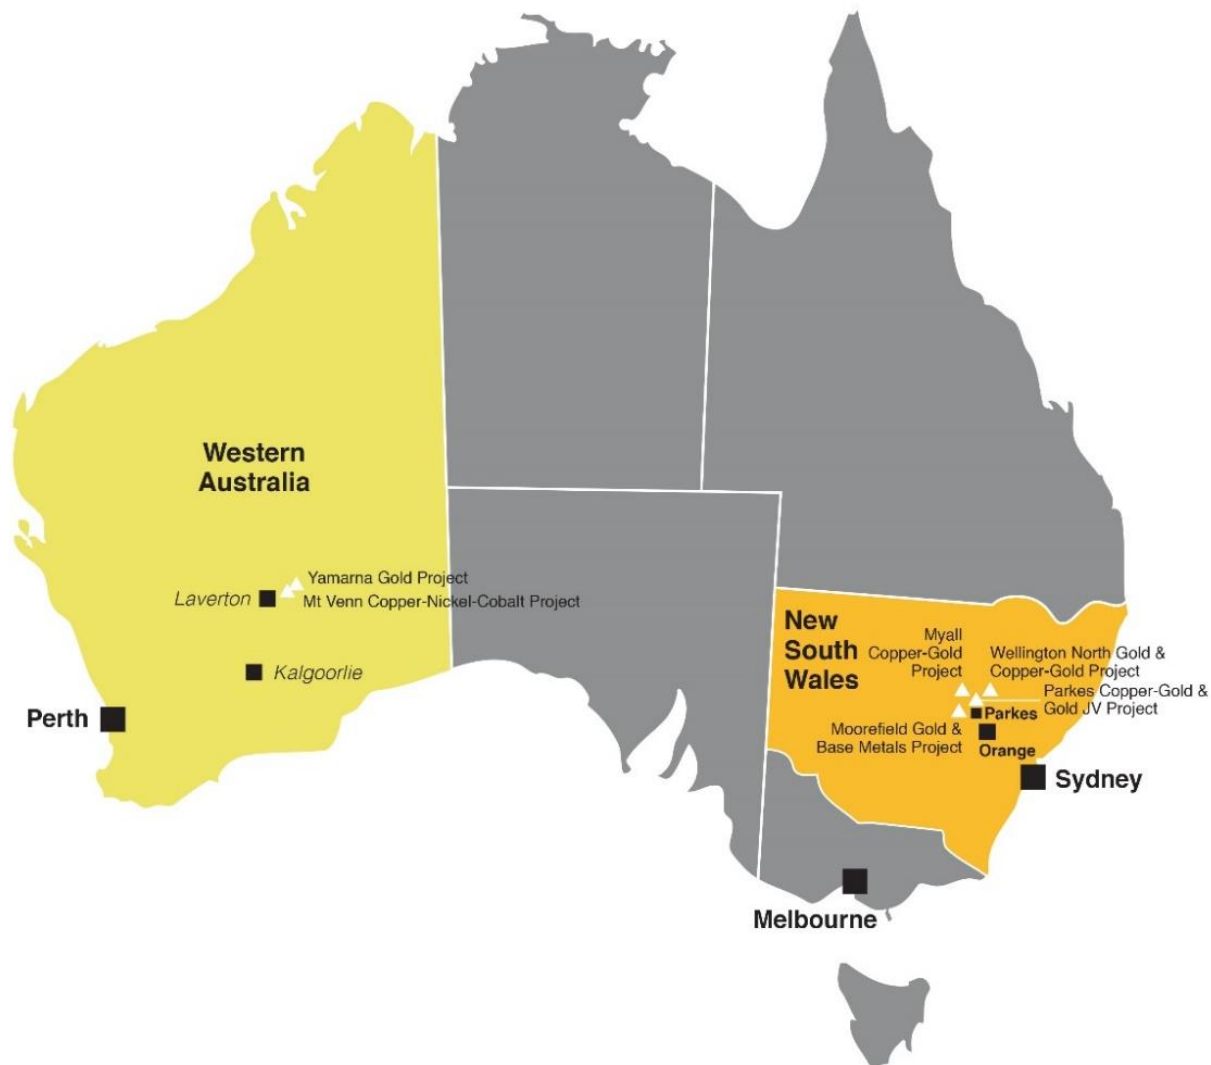 Western
Australia
Yamarna Gold Project
Laverton
Mt Venn Copper-Nickel-Cobalt Project
Kalgoorlie
Perth
New
South
Wales
Myall
Copper-Gold
Project
Wellington North Gold &
Copper-Gold Project
Parkes Copper-Gold &
Gold JV Project
Parkes
Moorefield Gold &
Base Metals Project
Orange
Sydney
Melbourne